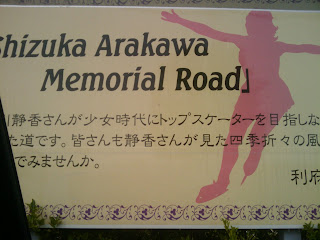 Shizuka Arakawa
Memorial Road』
川静香さんが少女時代にトップスケーターを目指しな
た道です。皆さんも静香さんが見た四季折々の風
でみませんか。
利府